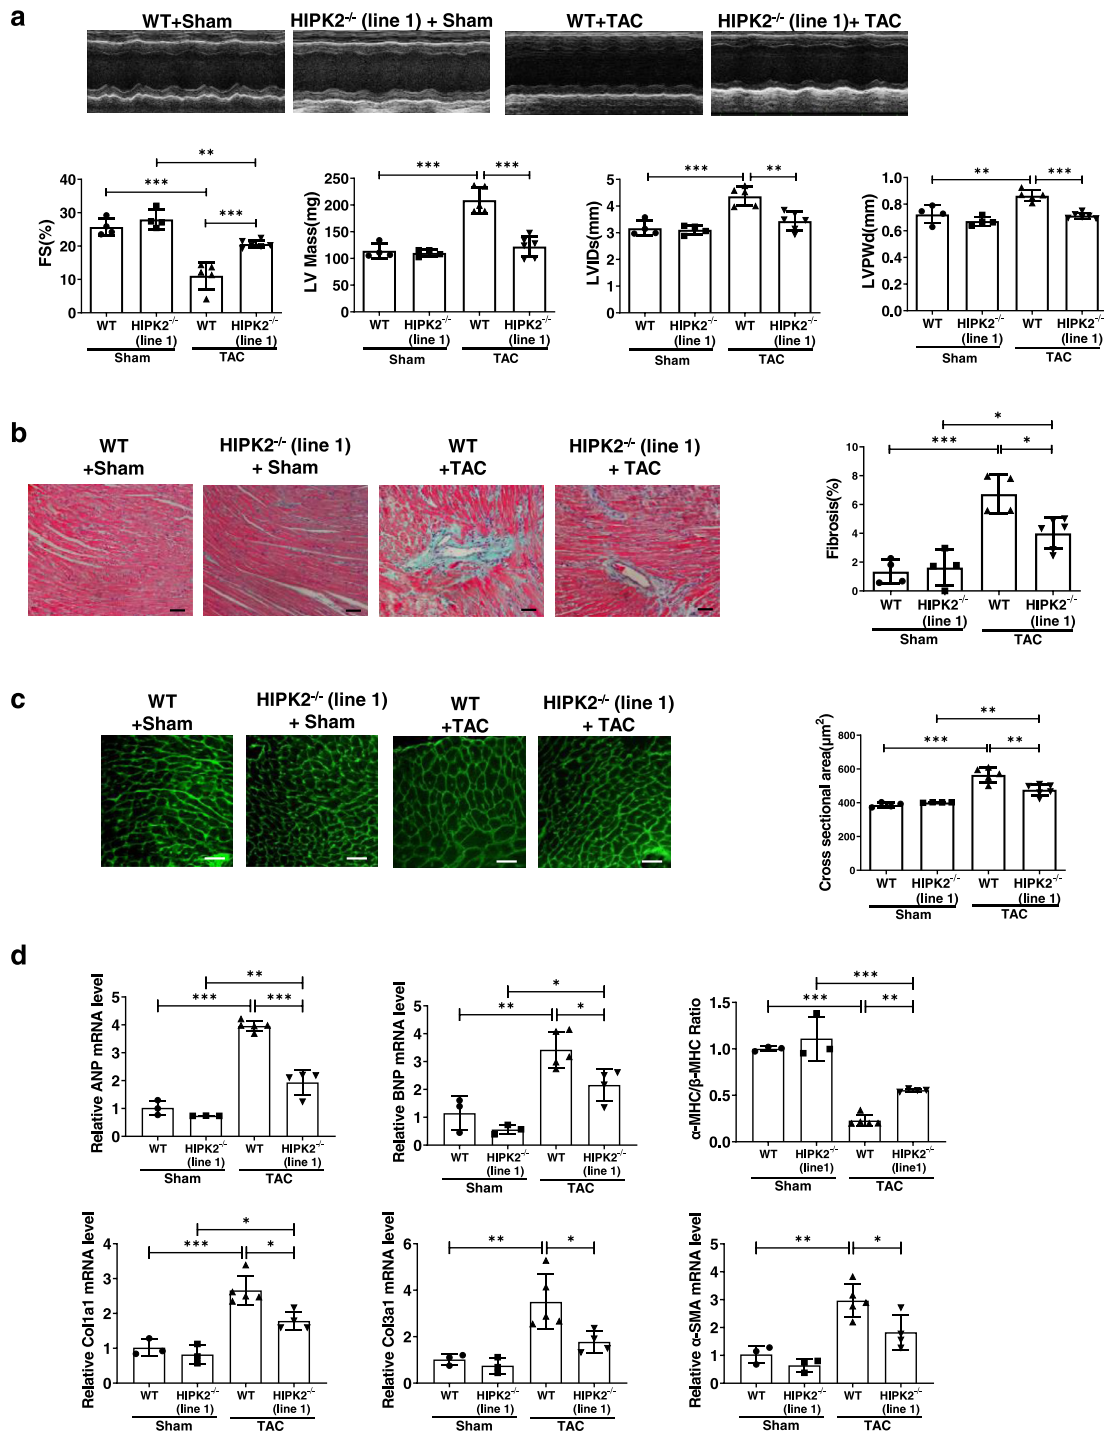 a
WT+Sham
HIPK2-/- (line 1) + Sham
WT+TAC
HIPK2-/- (line 1)+ TAC
**
***
***
FS(%)
40
30
20
10
0
WT
HIPK2-/-
(line 1)
WT
HIPK2-/-
(line 1)
Sham
TAC
***
***
LV Mass(mg)
250
200
150
100
50
0
WT
HIPK2-/-
(line 1)
WT
HIPK2-/-
(line 1)
Sham
TAC
***
**
LVIDs(mm)
5
4
3
2
1
0
WT
HIPK2-/-
(line 1)
WT
HIPK2-/-
(line 1)
Sham
TAC
**
***
LVPWd(mm)
1.0
0.8
0.6
0.4
0.2
0.0
WT
HIPK2-/-
(line 1)
WT
HIPK2-/-
(line 1)
Sham
TAC
b
WT
+Sham
HIPK2-/- (line 1)
+ Sham
WT
+TAC
HIPK2-/- (line 1)
+ TAC
*
***
*
Fibrosis(%)
10
8
6
4
2
0
WT
HIPK2-/-
(line 1)
WT
HIPK2-/-
(line 1)
Sham
TAC
c
WT
+Sham
HIPK2-/- (line 1)
+ Sham
WT
+TAC
HIPK2-/- (line 1)
+ TAC
**
***
**
Cross sectional area(μm²)
800
600
400
200
0
WT
HIPK2-/-
(line 1)
WT
HIPK2-/-
(line 1)
Sham
TAC
d
**
***
***
Relative ANP mRNA level
5
4
3
2
1
0
WT
HIPK2-/-
(line 1)
WT
HIPK2-/-
(line 1)
Sham
TAC
*
**
*
Relative BNP mRNA level
5
4
3
2
1
0
WT
HIPK2-/-
(line 1)
WT
HIPK2-/-
(line 1)
Sham
TAC
***
***
**
α-MHC/β-MHC Ratio
1.5
1.0
0.5
0.0
WT
HIPK2-/-
(line1)
WT
HIPK2-/-
(line1)
Sham
TAC
*
***
*
Relative Col1a1 mRNA level
4
3
2
1
0
WT
HIPK2-/-
(line 1)
WT
HIPK2-/-
(line 1)
Sham
TAC
**
*
Relative Col3a1 mRNA level
6
4
2
0
WT
HIPK2-/-
(line 1)
WT
HIPK2-/-
(line 1)
Sham
TAC
**
*
Relative α-SMA mRNA level
5
4
3
2
1
0
WT
HIPK2-/-
(line 1)
WT
HIPK2-/-
(line 1)
Sham
TAC